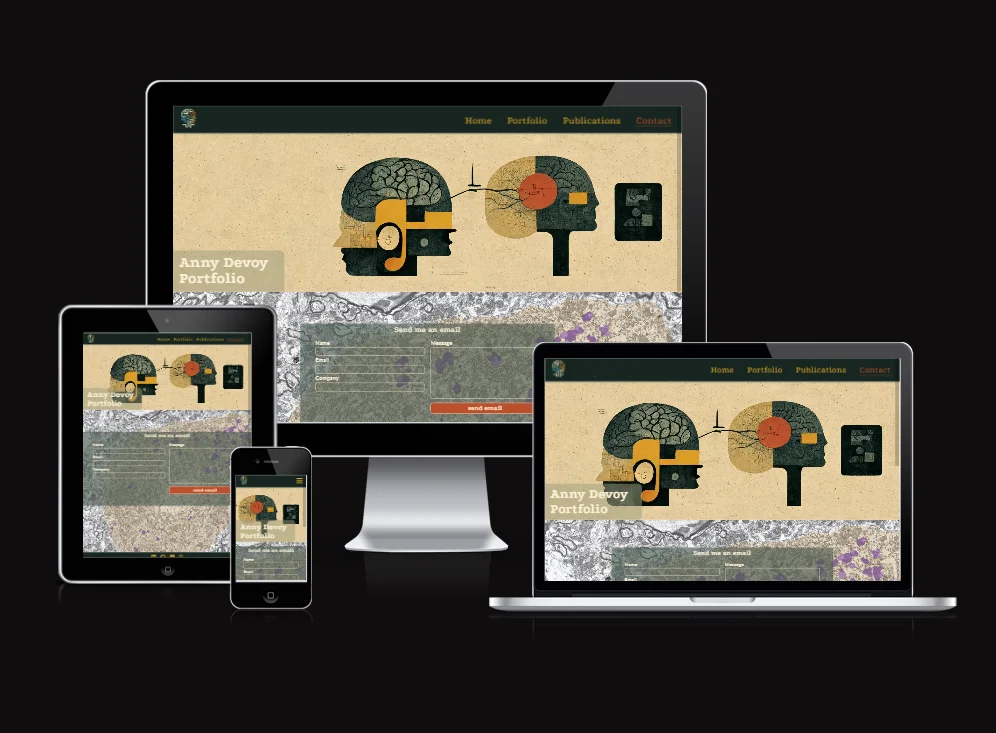 Home Portfolio Publications Contact
Anny Devoy
Portfolio
Send me an email
Name
Message
Email
Company
send email
Home Portfolio Publications Contact
Anny Devoy
Portfolio
Send me an email
Name
Message
Email
Company
send email
Anny Devoy
Portfolio
Send me an email
Name
Email
Home Portfolio Publications Contact
Anny Devoy
Portfolio
Send me an email
Name
Message
Email